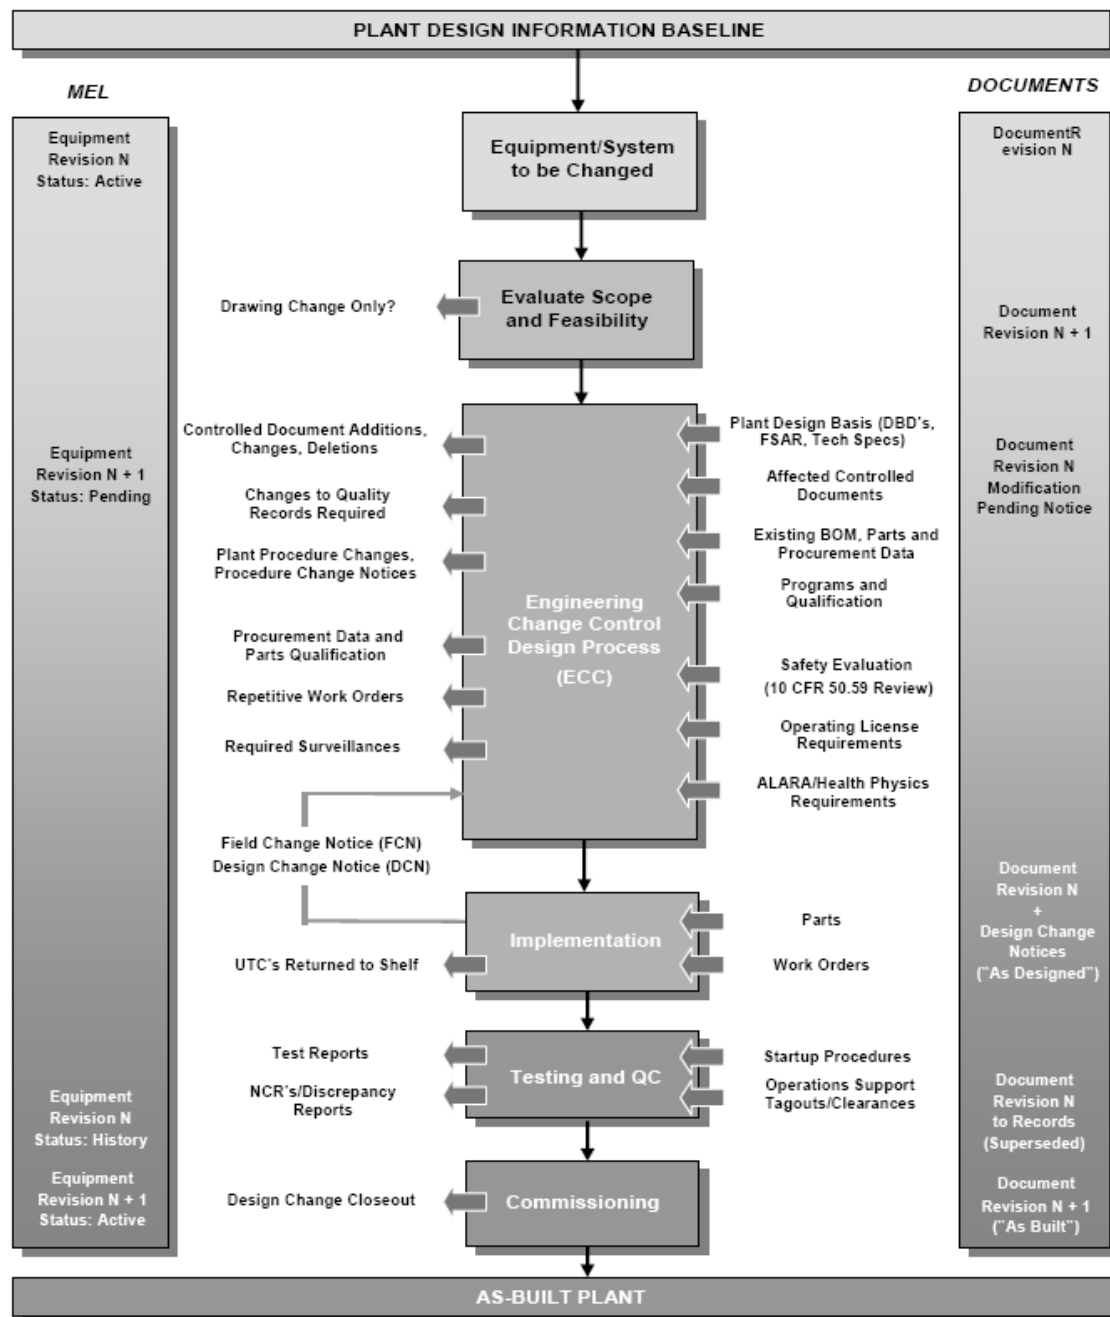 PLANT DESIGN INFORMATION BASELINE
MEL
Equipment
Revision N
Status: Active
Equipment
Revision N + 1
Status: Pending
Equipment
Revision N
Status: History
Equipment
Revision N + 1
Status: Active
Equipment/System
to be Changed
Evaluate Scope
and Feasibility
Drawing Change Only?
Engineering
Change Control
Design Process
(ECC)
Controlled Document Additions,
Changes, Deletions
Changes to Quality
Records Required
Plant Procedure Changes,
Procedure Change Notices
Procurement Data and
Parts Qualification
Repetitive Work Orders
Required Surveillances
Plant Design Basis (DBD's,
FSAR, Tech Specs)
Affected Controlled
Documents
Existing BOM, Parts and
Procurement Data
Programs and
Qualification
Safety Evaluation
(10 CFR 50.59 Review)
Operating License
Requirements
ALARA/Health Physics
Requirements
Field Change Notice (FCN)
Design Change Notice (DCN)
Implementation
UTC's Returned to Shelf
Parts
Work Orders
Testing and QC
Test Reports
NCR's/Discrepancy
Reports
Startup Procedures
Operations Support
Tagouts/Clearances
Commissioning
Design Change Closeout
DOCUMENTS
DocumentR
evision N
Document
Revision N + 1
Document
Revision N
Modification
Pending Notice
Document
Revision N
+
Design Change
Notices
("As Designed")
Document
Revision N
to Records
(Superseded)
Document
Revision N + 1
("As Built")
AS-BUILT PLANT